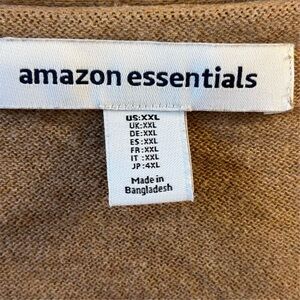 amazon essentials
US:XXL
UK:XXL
DE:XXL
ES:XXL
FR:XXL
IT :XXL
JP:4XL
Made in
Bangladesh